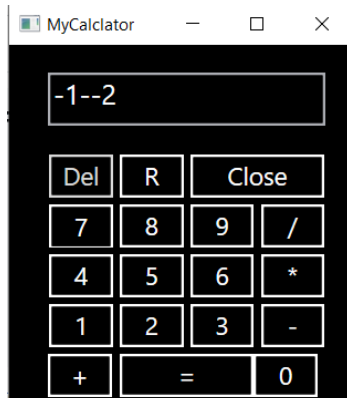 MyCalclator
-1--2
Del R Close
7 8 9 /
4 5 6 *
1 2 3 -
+ = 0